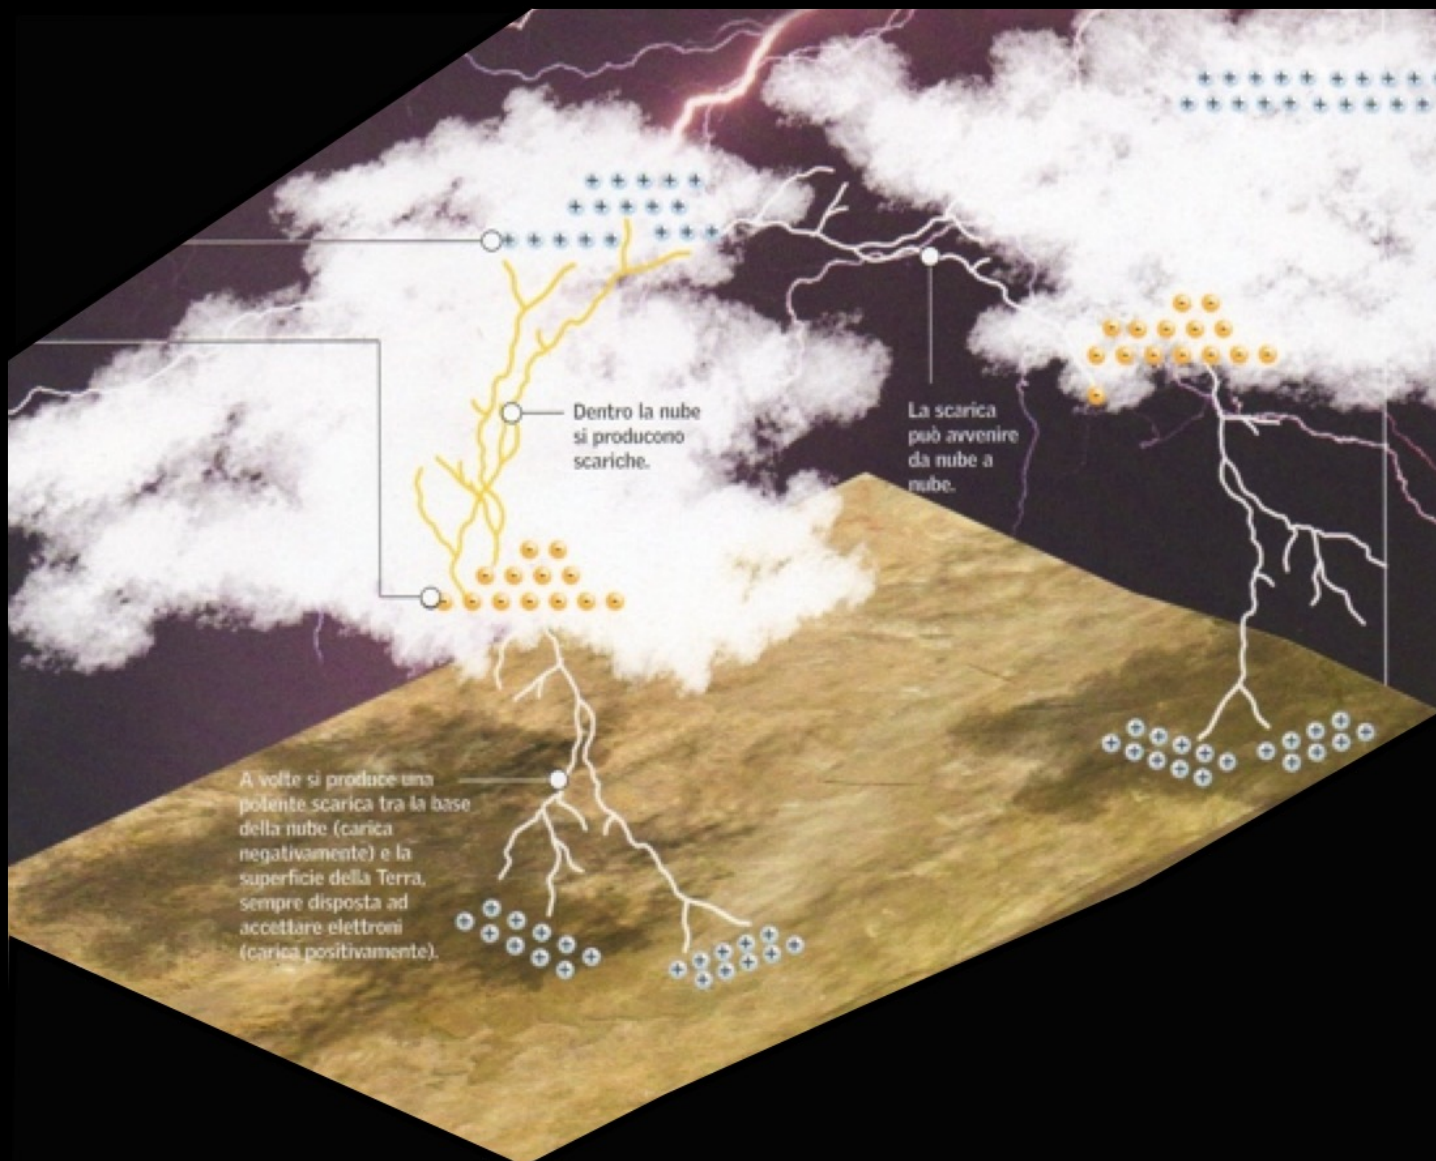 Dentro la nube
si producono
scariche.
La scarica
può avvenire
da nube a
nube.
A volte si produce una
potente scarica tra la base
della nube (carica
negativamente) e la
superficie della Terra,
sempre disposta ad
accettare elettroni
(carica positivamente).